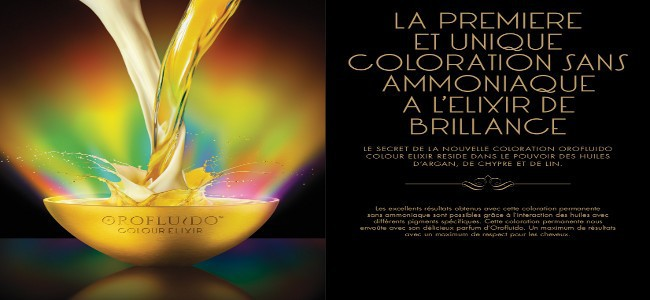 OROFLUIDO™
COLOUR ELIXIR
LA PREMIERE
ET UNIQUE
COLORATION SANS
AMMONIAQUE
A L'ELIXIR DE
BRILLANCE
LE SECRET DE LA NOUVELLE COLORATION OROFLUIDO
COLOUR ELIXIR RESIDE DANS LE POUVOIR DES HUILES
D'ARGAN, DE CHYPRE ET DE LIN.
Les excellents résultats obtenus avec cette coloration permanente
sans ammoniaque sont possibles grâce à l'interaction des huiles avec
différents pigments spécifiques. Cette coloration permanente nous
envoûte avec son délicieux parfum d'Orofluido. Un maximum de résultats
avec un maximum de respect pour les cheveux.